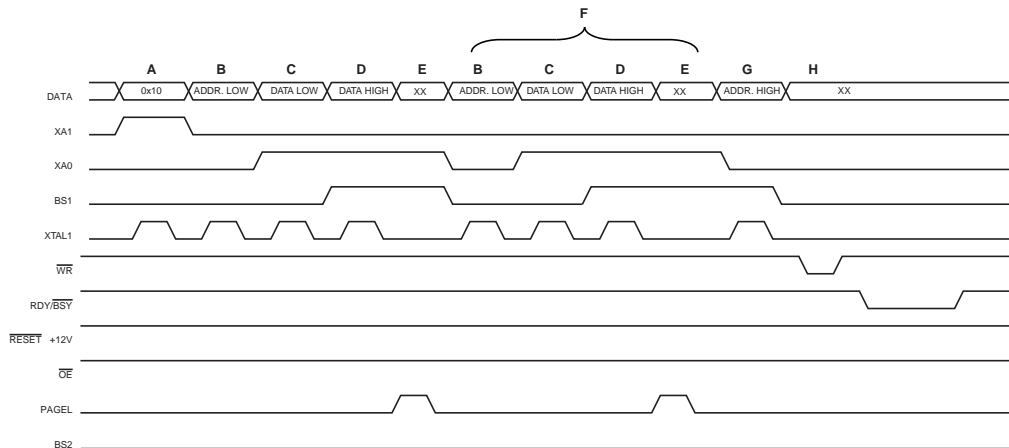 F
A B C D E B C D E G H
DATA 0x10 ADDR. LOW DATA LOW DATA HIGH XX ADDR. LOW DATA LOW DATA HIGH XX ADDR. HIGH XX
XA1
XA0
BS1
XTAL1
WR
RDY/BSY
RESET +12V
OE
PAGEL
BS2